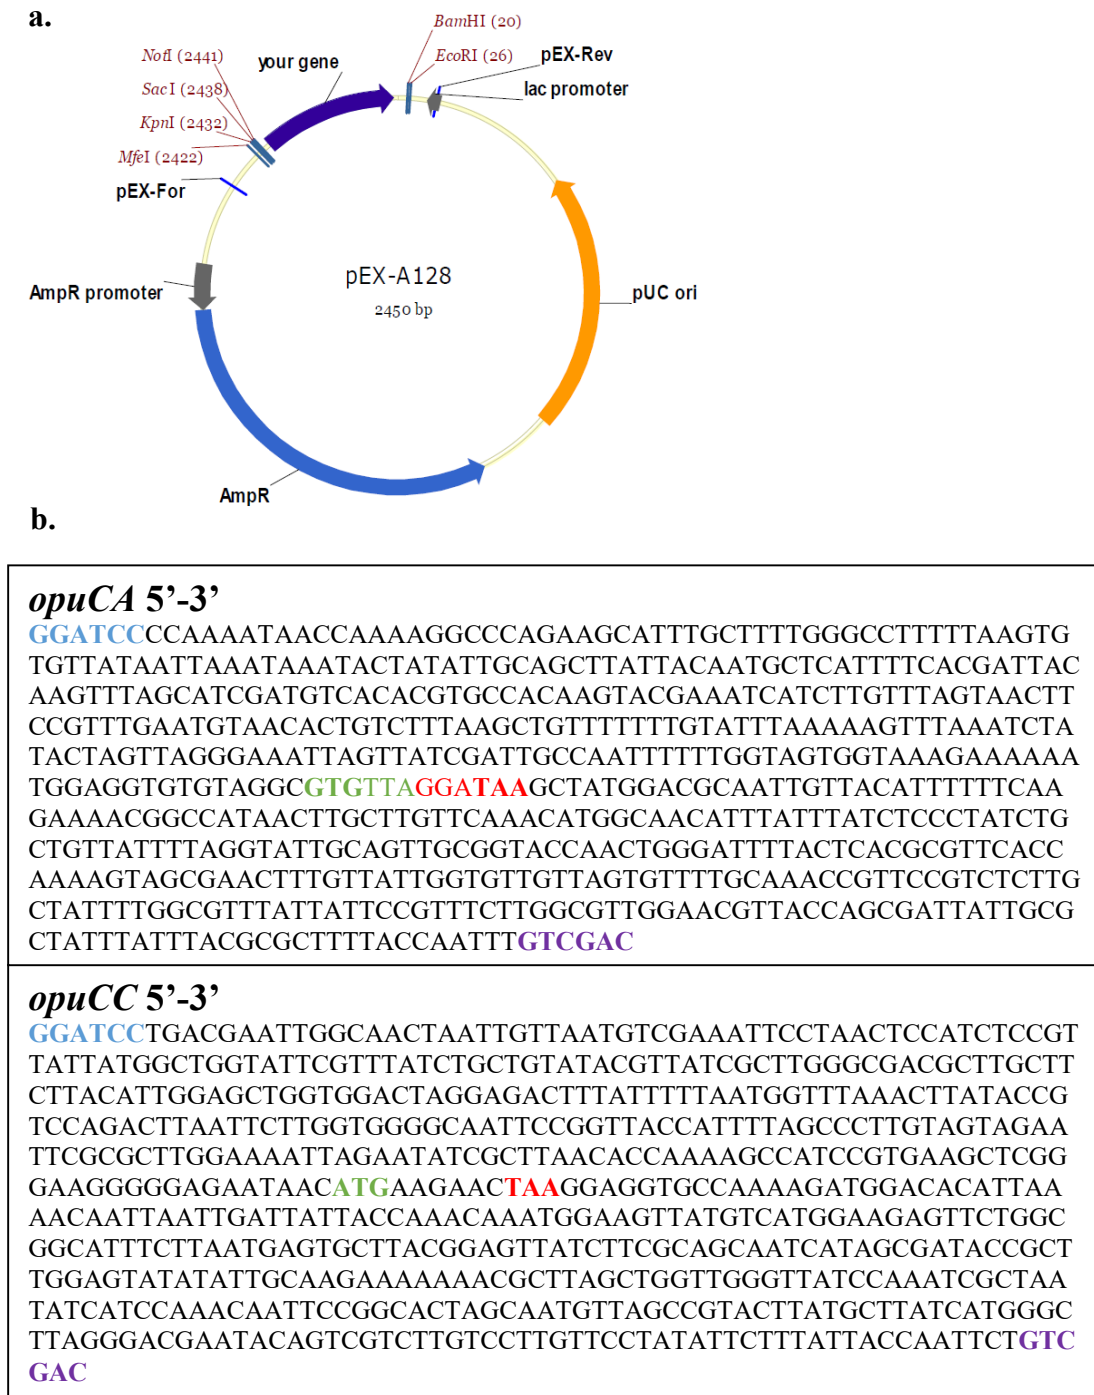 a.
BamHI (20)
NotI (2441)
your gene
EcoRI (26)
pEX-Rev
SacI (2438)
lac promoter
KpnI (2432)
MfeI (2422)
pEX-For
AmpR promoter
pEX-A128
2450 bp
pUC ori
AmpR
b.
opuCA 5’-3’
GGATCCCCAAAATAACCAAAAGGCCCAGAAGCATTTGCTTTTGGGCCTTTTTAAGTG
TGTTATAATTAAATAAATACTATATTGCAGCTTATTACAATGCTCATTTTCACGATTAC
AAGTTTAGCATCGATGTCACACGTGCCACAAGTACGAAATCATCTTGTTTAGTAACTT
CCGTTTGAATGTAACACTGTCTTTAAGCTGTTTTTTTGTATTTAAAAAGTTTAAATCTA
TACTAGTTAGGGAAATTAGTTATCGATTGCCAATTTTTTGGTAGTGGTAAAGAAAAAA
TGGAGGTGTGTAGGCGTGTTAGGATAAGCTATGGACGCAATTGTTACATTTTTTCAA
GAAAACGGCCATAACTTGCTTGTTCAAACATGGCAACATTTATTTATCTCCCTATCTG
CTGTTATTTTAGGTATTGCAGTTGCGGTACCAACTGGGATTTTACTCACGCGTTCACC
AAAAGTAGCGAACTTTGTTATTGGTGTTGTTAGTGTTTTGCAAACCGTTCCGTCTCTTG
CTATTTTGGCGTTTATTATTCCGTTTCTTGGCGTTGGAACGTTACCAGCGATTATTGCG
CTATTTATTTACGCGCTTTTACCAATTTGTCGAC
opuCC 5’-3’
GGATCCTGACGAATTGGCAACTAATTGTTAATGTCGAAATTCCTAACTCCATCTCCGT
TATTATGGCTGGTATTCGTTTATCTGCTGTATACGTTATCGCTTGGGCGACGCTTGCTT
CTTACATTGGAGCTGGTGGACTAGGAGACTTTATTTTTAATGGTTTAAACTTATACCG
TCCAGACTTAATTCTTGGTGGGGCAATTCCGGTTACCATTTTAGCCCTTGTAGTAGAA
TTCGCGCTTGGAAAATTAGAATATCGCTTAACACCAAAAGCCATCCGTGAAGCTCGG
GAAGGGGGAGAATAACATGAAGAACTAAGGAGGTGCCAAAAGATGGACACATTAA
AACAATTAATTGATTATTACCAAACAAATGGAAGTTATGTCATGGAAGAGTTCTGGC
GGCATTTCTTAATGAGTGCTTACGGAGTTATCTTCGCAGCAATCATAGCGATACCGCT
TGGAGTATATATTGCAAGAAAAAAACGCTTAGCTGGTTGGGTTATCCAAATCGCTAA
TATCATCCAAACAATTCCGGCACTAGCAATGTTAGCCGTACTTATGCTTATCATGGGC
TTAGGGACGAATACAGTCGTCTTGTCCTTGTTCCTATATTCTTTATTACCAATTCTGTC
GAC